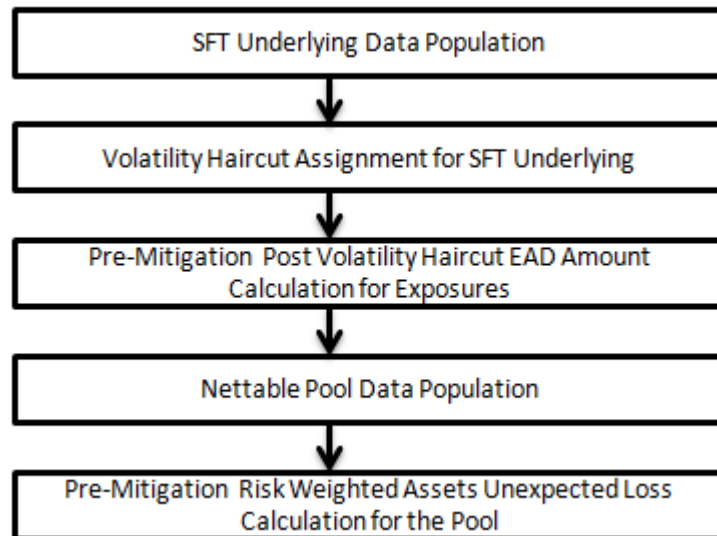 SFT Underlying Data Population
Volatility Haircut Assignment for SFT Underlying
Pre-Mitigation Post Volatility Haircut EAD Amount
Calculation for Exposures
Nettable Pool Data Population
Pre-Mitigation Risk Weighted Assets Unexpected Loss
Calculation for the Pool